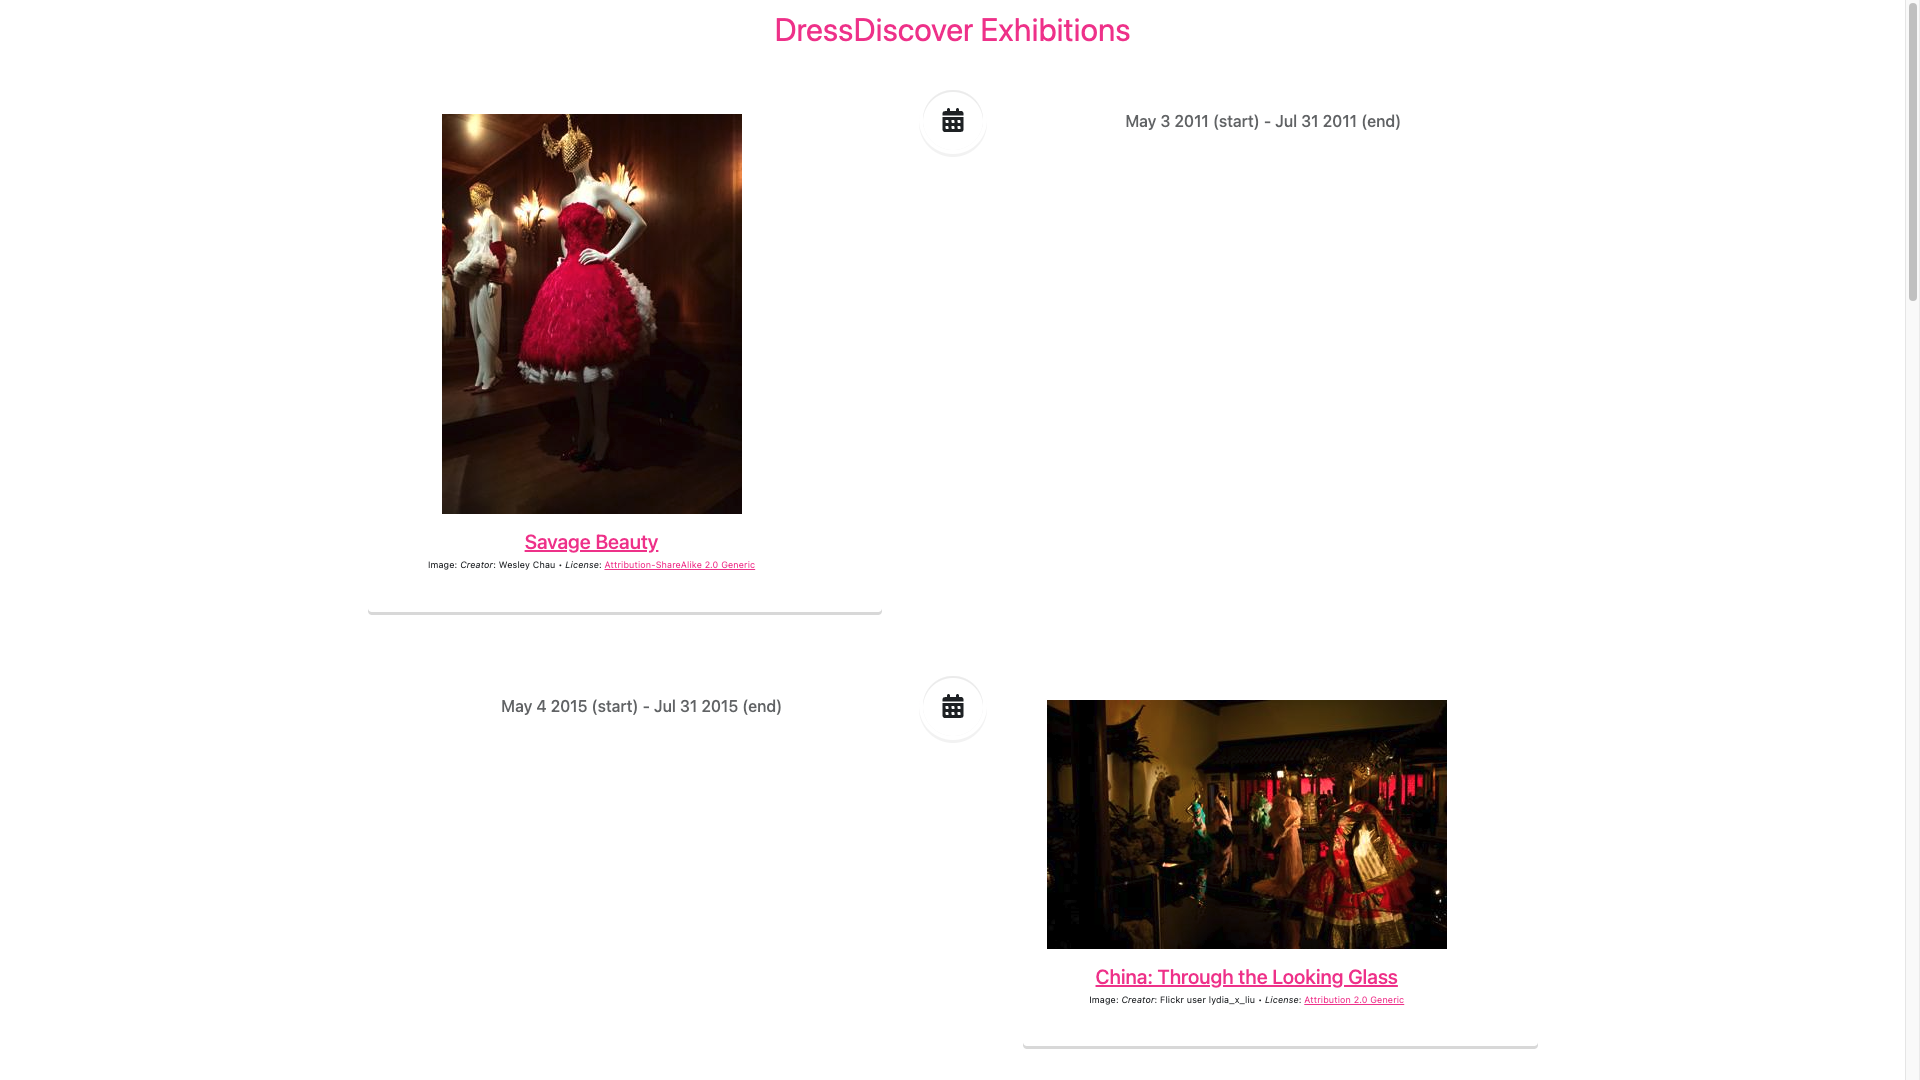 DressDiscover Exhibitions
May 3 2011 (start) - Jul 31 2011 (end)
Savage Beauty
Image: Creator: Wesley Chau • License: Attribution-ShareAlike 2.0 Generic
May 4 2015 (start) - Jul 31 2015 (end)
China: Through the Looking Glass
Image: Creator: Flickr user lydia_x_liu • License: Attribution 2.0 Generic